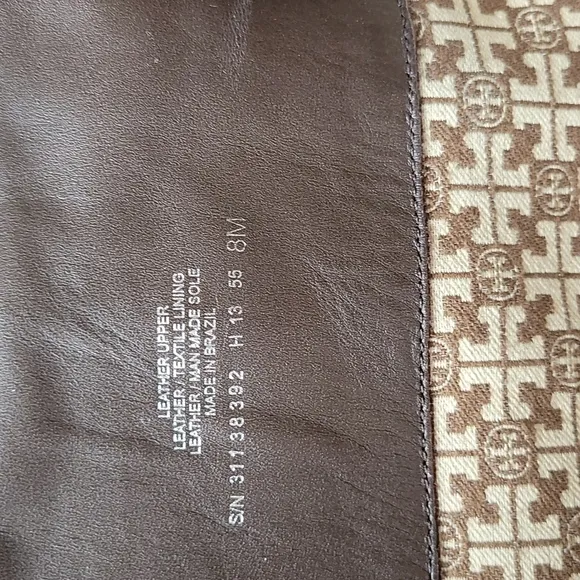 LEATHER UPPER
LEATHER / TEXTILE LINING
LEATHER / MAN MADE SOLE
MADE IN BRAZIL
S/N 31138392 H 13 55 8M